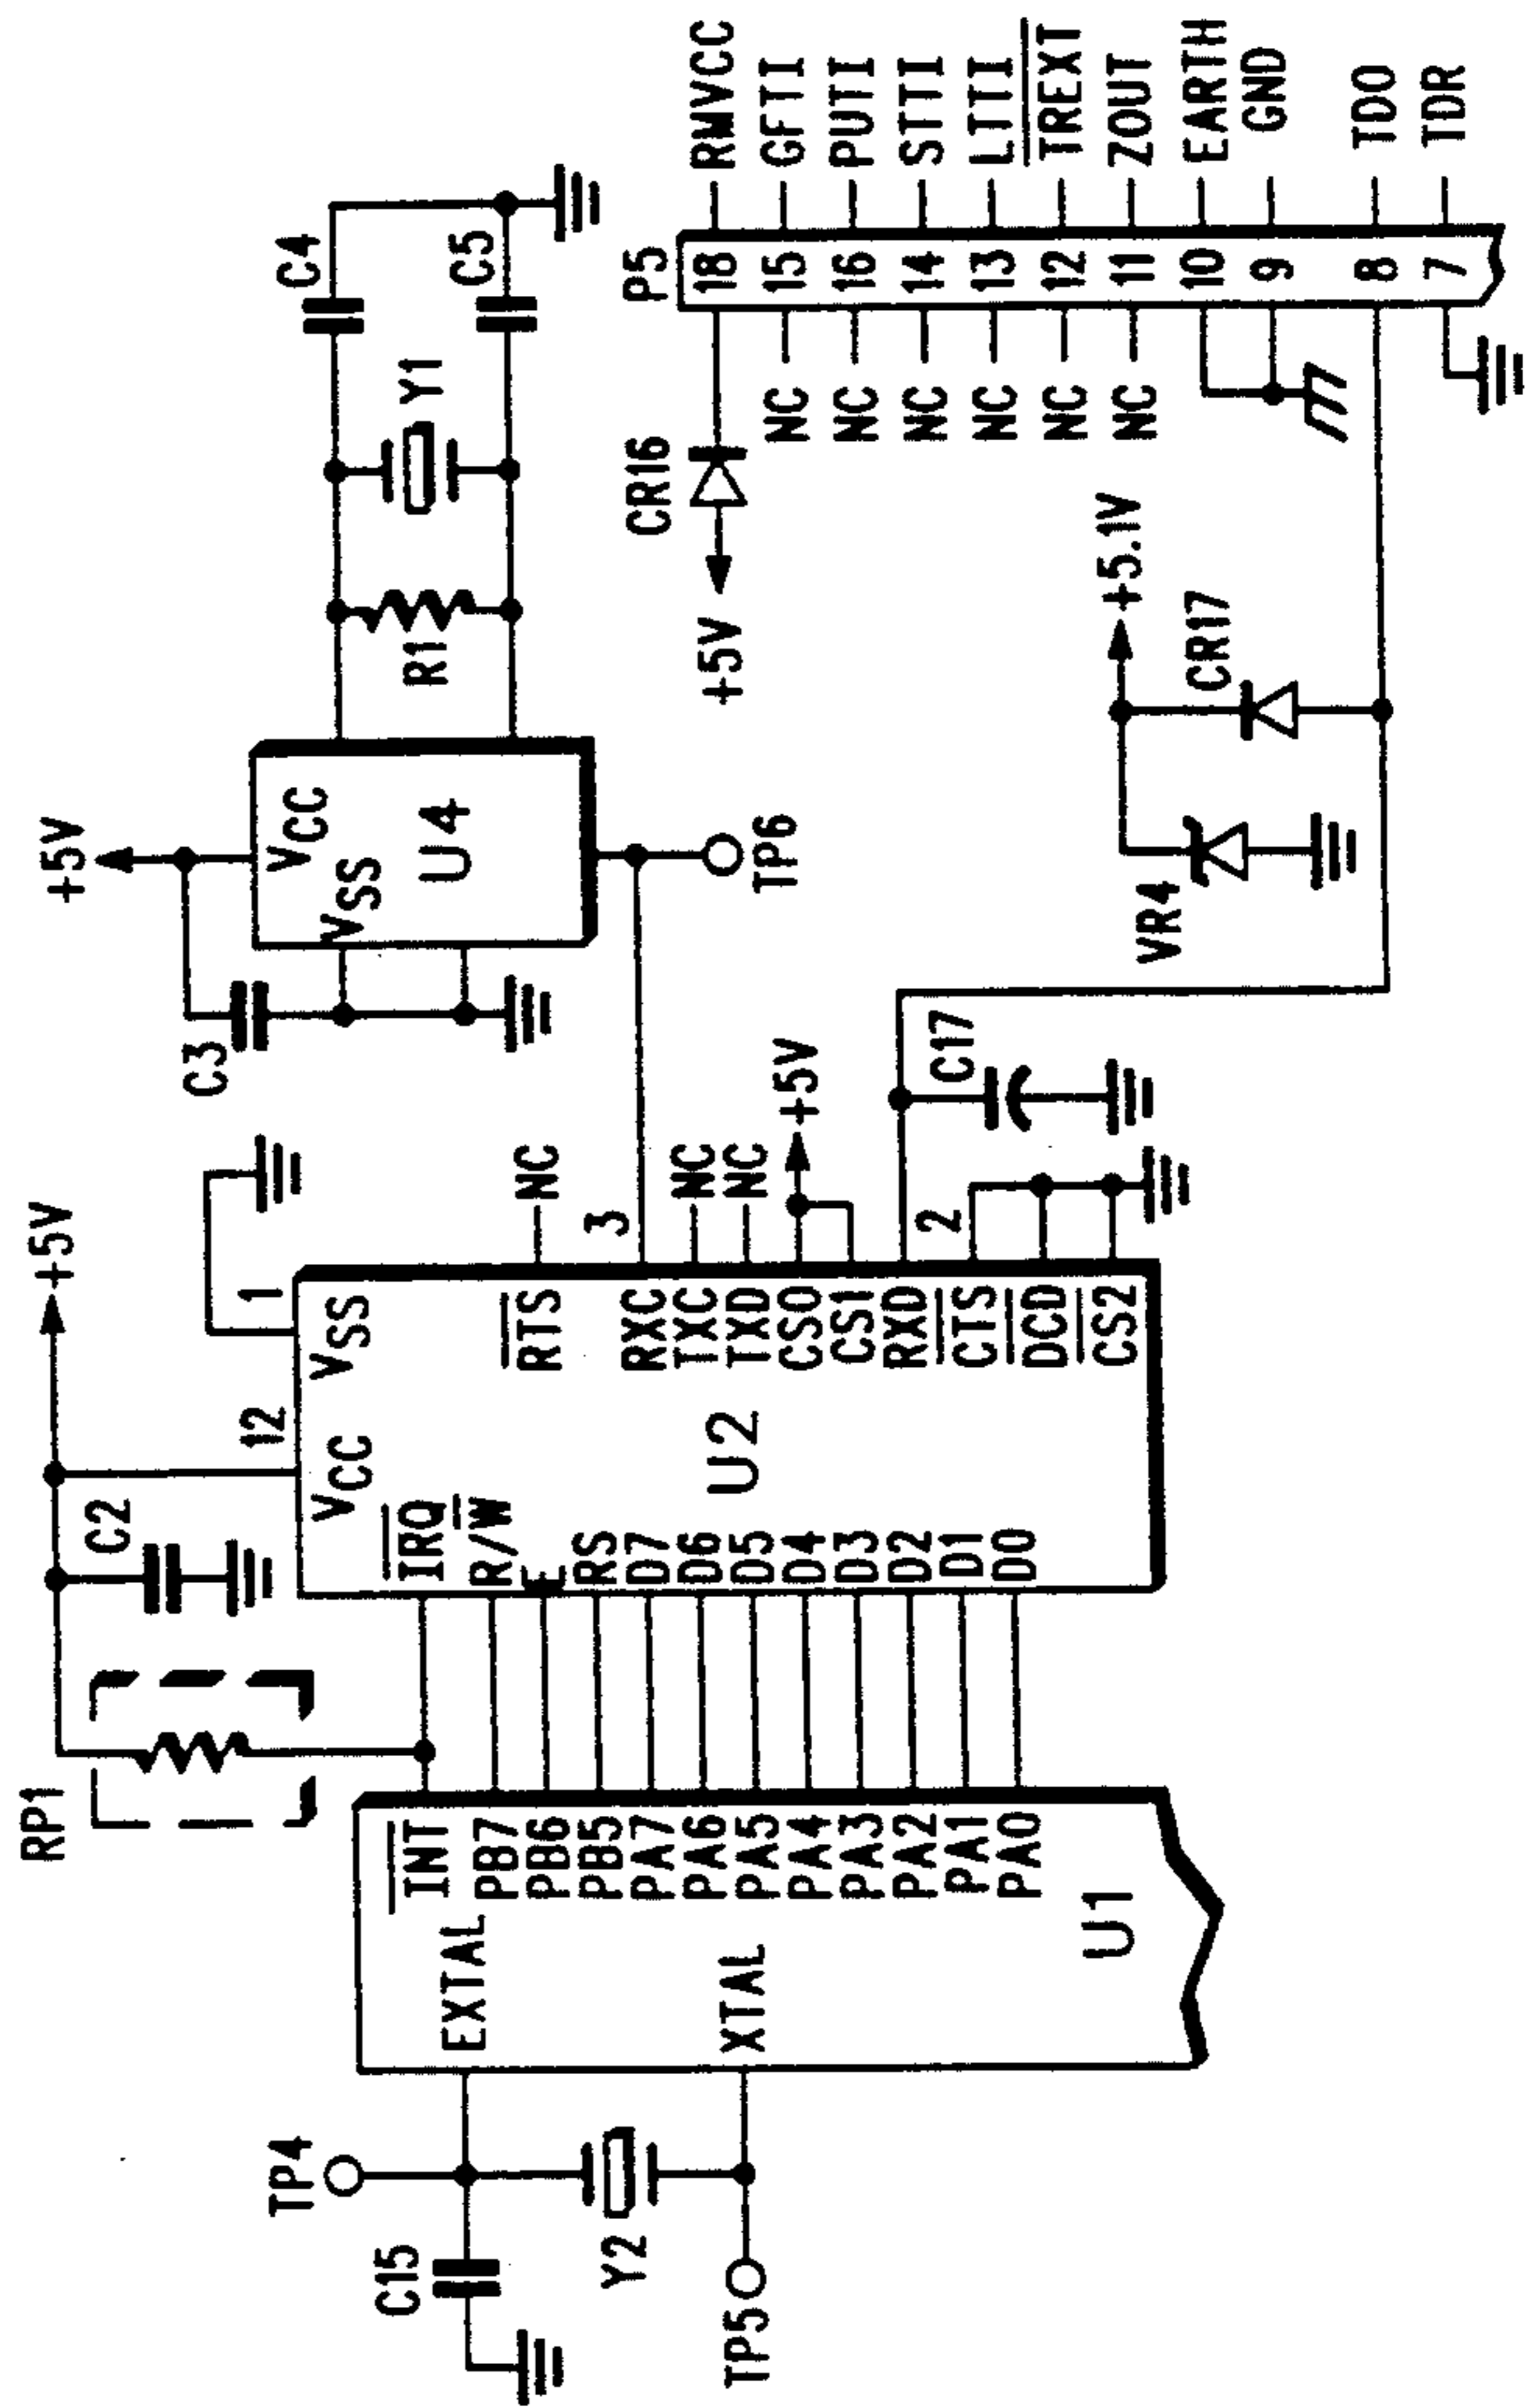 RP1
+5V
C2
12
1
VCC
VSS
IRQ
R/W
E
RS
D7
D6
D5
D4
D3
D2
D1
D0
U2
RTS
RXC
TXC
TXD
CS0
CS1
RXD
CTS
DCD
CS2
NC
3
NC
NC
+5V
2
C17
TP4
C15
Y2
TP5
EXTAL
XTAL
INT
PB7
PB6
PB5
PA7
PA6
PA5
PA4
PA3
PA2
PA1
PA0
U1
+5V
C3
VCC
VSS
U4
TP6
R1
Y1
C4
C5
+5V
CR16
NC
NC
NC
NC
NC
NC
+5.1V
VR4
CR17
P5
18 RMVCC
15 GFTI
16 PUTI
14 STTI
13 LTTI
12 TREXT
11 ZOUT
10 EARTH
9 GND
8 TDO
7 TDR